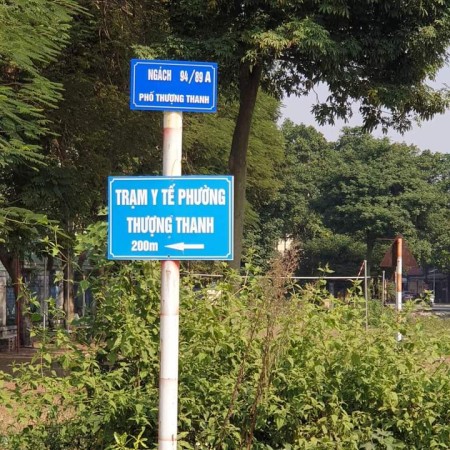 NGÁCH 94/89 A
PHỐ THƯỢNG THANH
TRẠM Y TẾ PHƯỜNG
THƯỢNG THANH
200m